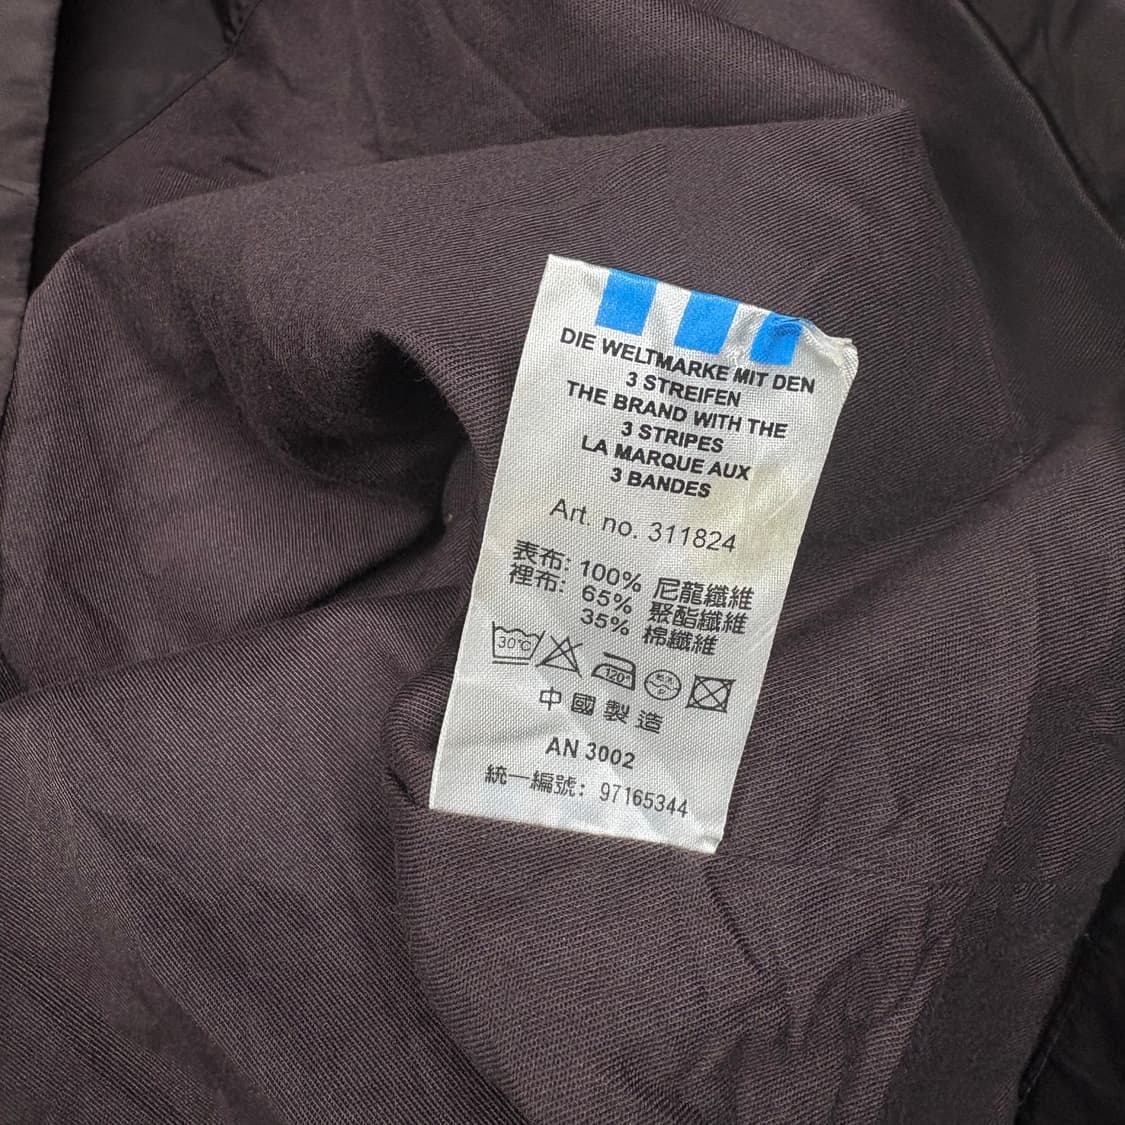 DIE WELTMARKE MIT DEN
3 STREIFEN
THE BRAND WITH THE
3 STRIPES
LA MARQUE AUX
3 BANDES
Art. no. 311824
表布: 100% 尼龍纖維
裡布: 65% 聚酯纖維
35% 棉纖維
30°C 120° P
中國製造
AN 3002
統一編號: 97165344